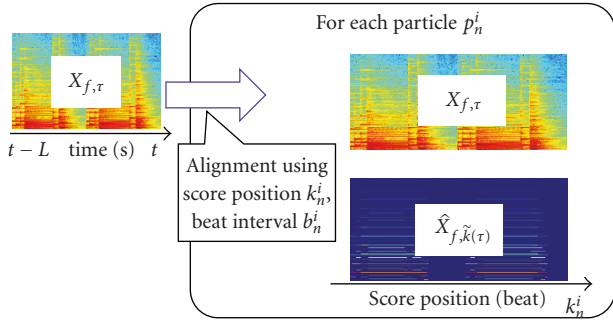 For each particle $p_n^i$
$X_{f,\tau}$
$X_{f,\tau}$
$t - L$ time (s) $t$
Alignment using
score position $k_n^i$,
beat interval $b_n^i$
$\hat{X}_{f,\tilde{k}(\tau)}$
Score position (beat) $k_n^i$